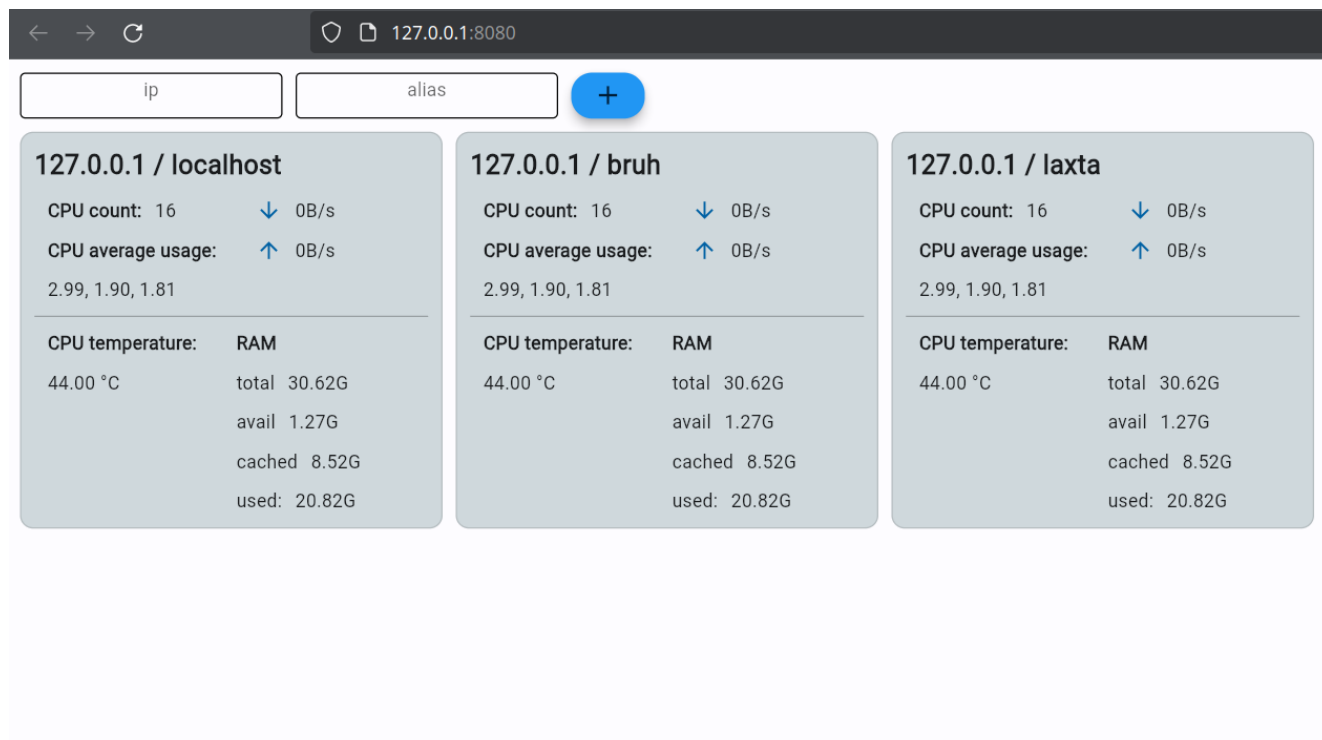 127.0.0.1:8080
ip alias +
127.0.0.1 / localhost
CPU count: 16 ↓ 0B/s
CPU average usage: ↑ 0B/s
2.99, 1.90, 1.81
CPU temperature: RAM
44.00 °C total 30.62G
avail 1.27G
cached 8.52G
used: 20.82G
127.0.0.1 / bruh
CPU count: 16 ↓ 0B/s
CPU average usage: ↑ 0B/s
2.99, 1.90, 1.81
CPU temperature: RAM
44.00 °C total 30.62G
avail 1.27G
cached 8.52G
used: 20.82G
127.0.0.1 / laxta
CPU count: 16 ↓ 0B/s
CPU average usage: ↑ 0B/s
2.99, 1.90, 1.81
CPU temperature: RAM
44.00 °C total 30.62G
avail 1.27G
cached 8.52G
used: 20.82G